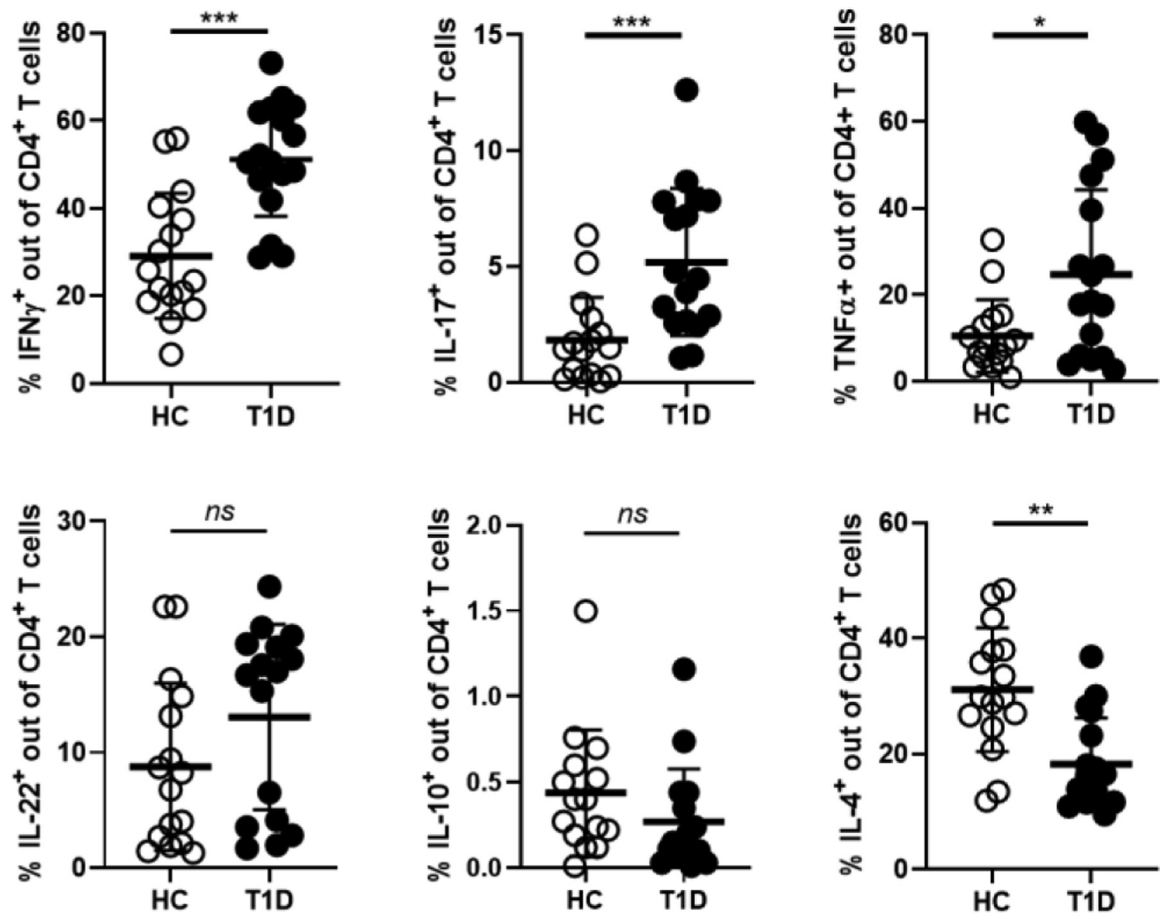 % IFNγ⁺ out of CD4⁺ T cells
80
60
40
20
0
***
HC T1D
% IL-17⁺ out of CD4⁺ T cells
15
10
5
0
***
HC T1D
% TNFα+ out of CD4+ T cells
80
60
40
20
0
*
HC T1D
% IL-22⁺ out of CD4⁺ T cells
30
20
10
0
ns
HC T1D
% IL-10⁺ out of CD4⁺ T cells
2.0
1.5
1.0
0.5
0.0
ns
HC T1D
% IL-4⁺ out of CD4⁺ T cells
60
40
20
0
**
HC T1D